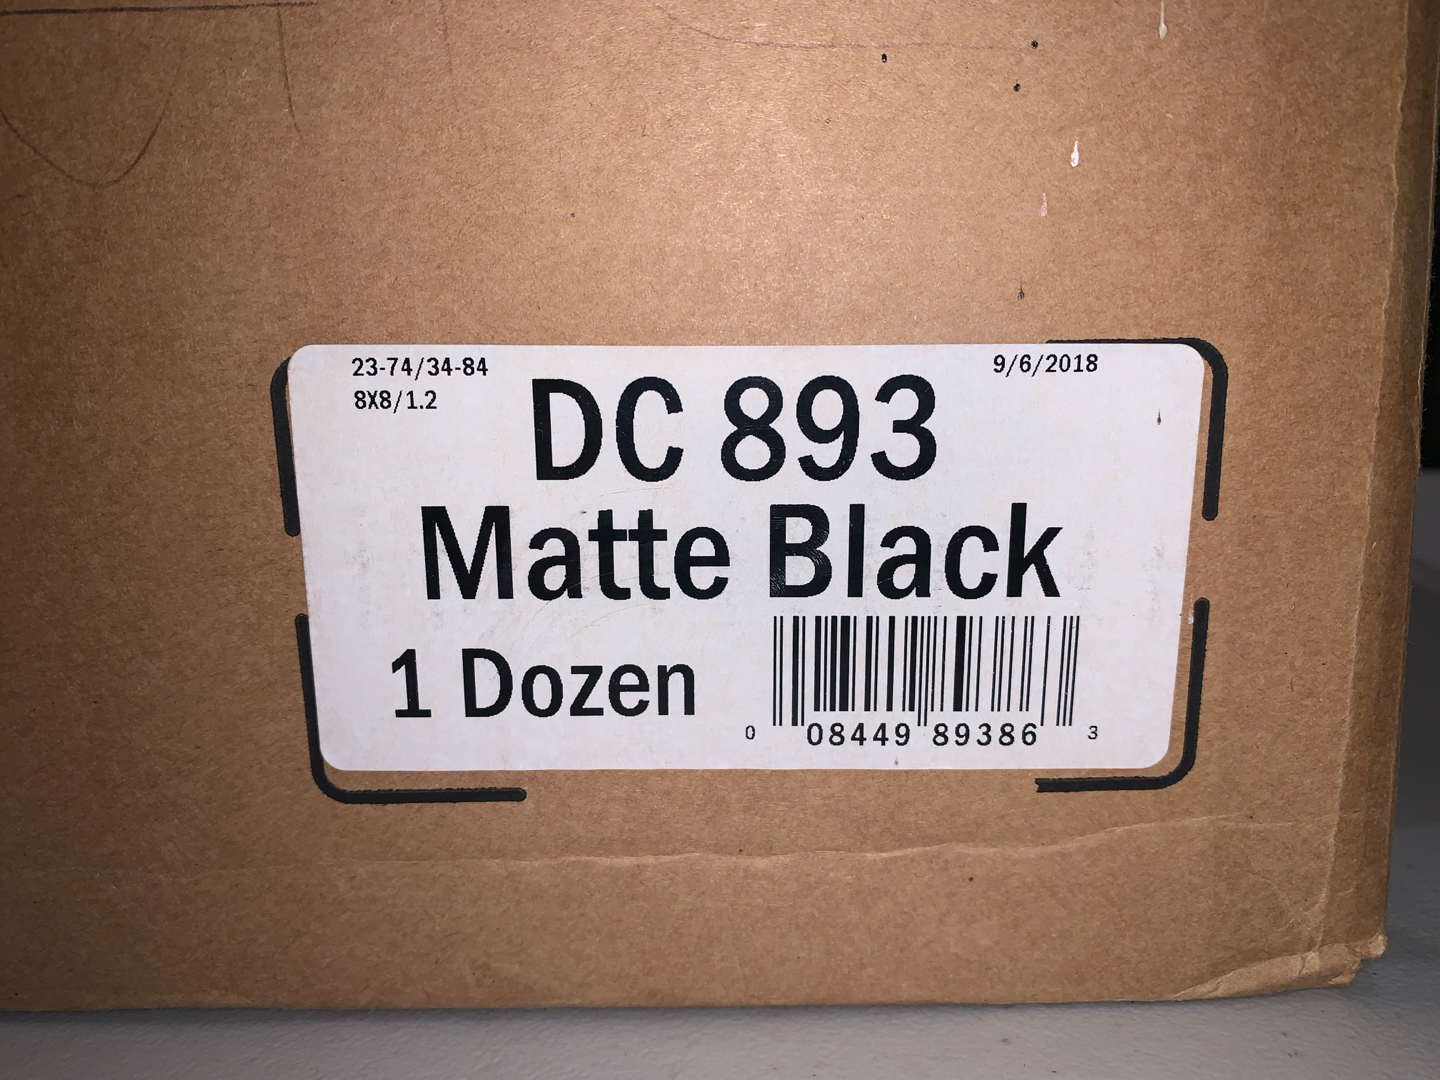 23-74/34-84
9/6/2018
8X8/1.2
DC 893
Matte Black
1 Dozen
0 08449 89386 3